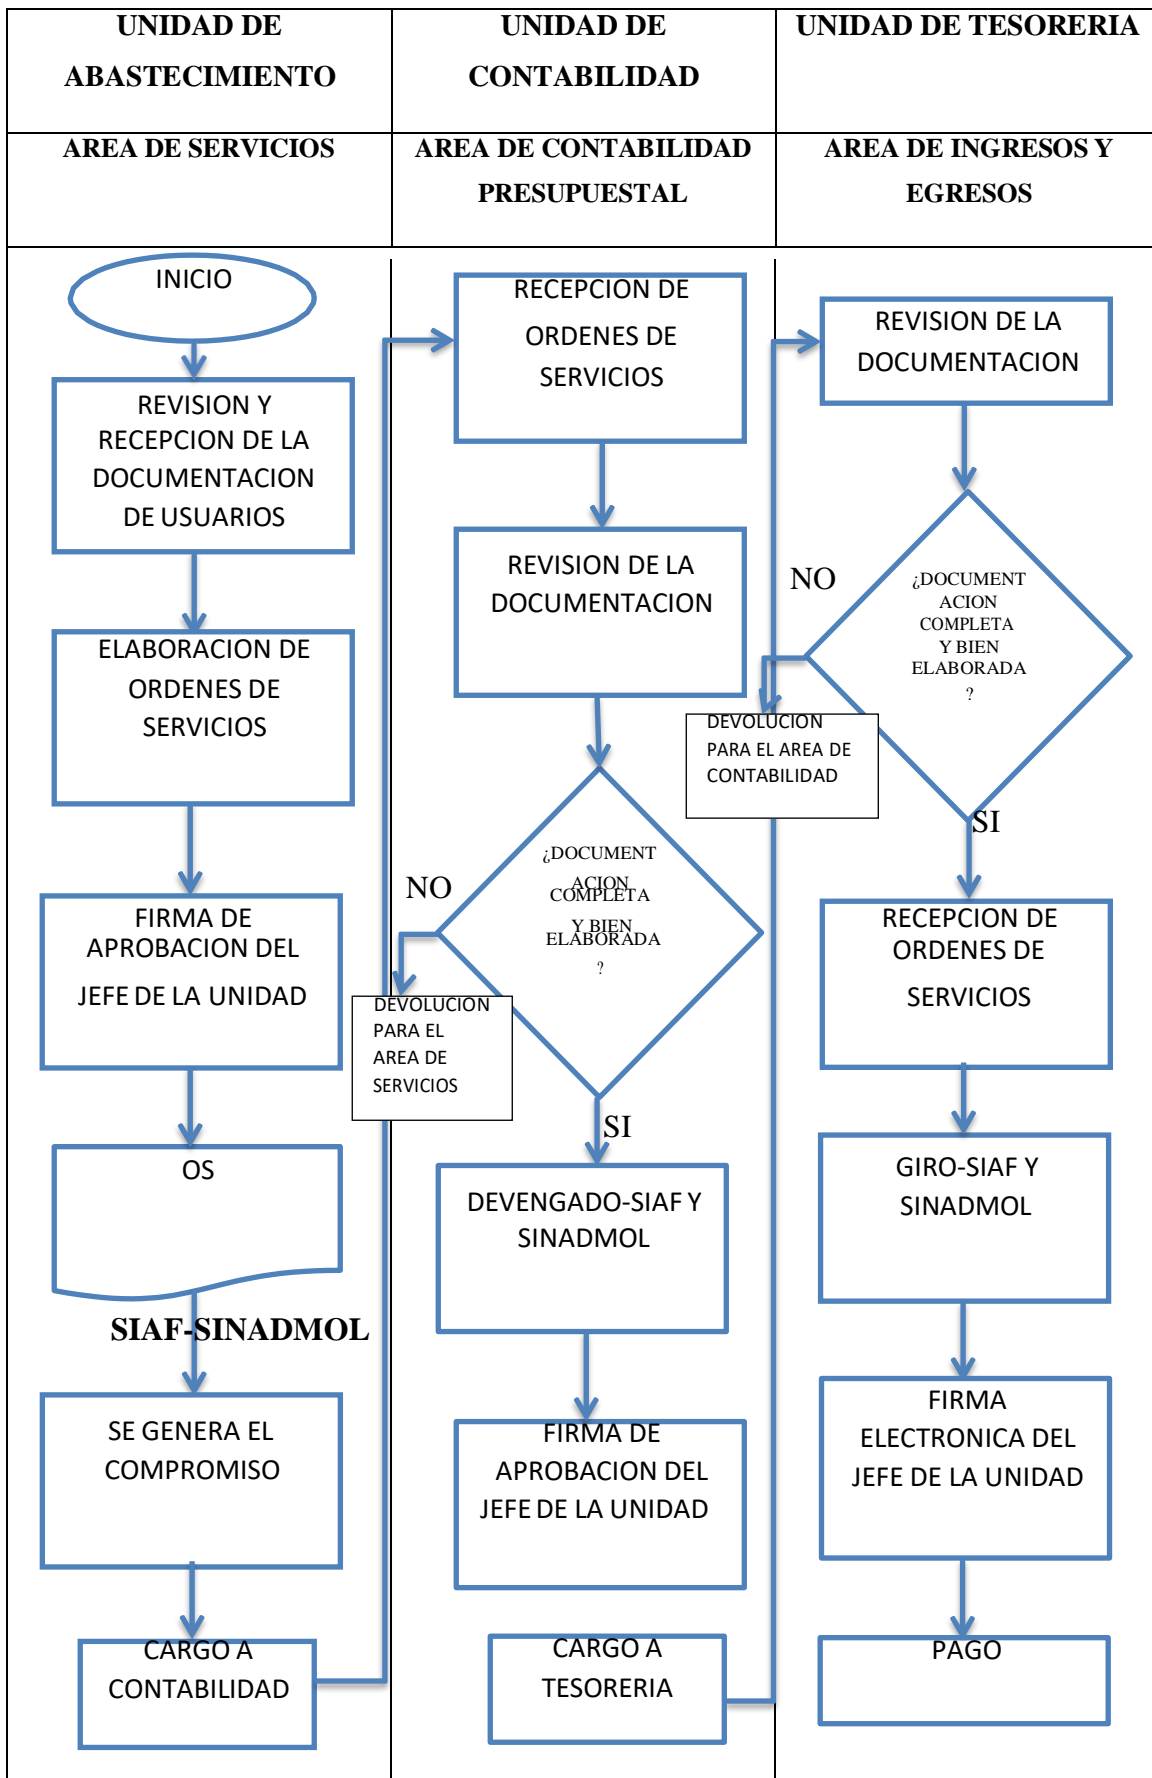 UNIDAD DE
ABASTECIMIENTO
UNIDAD DE
CONTABILIDAD
UNIDAD DE TESORERIA
AREA DE SERVICIOS
AREA DE CONTABILIDAD
PRESUPUESTAL
AREA DE INGRESOS Y
EGRESOS
INICIO
REVISION Y
RECEPCION DE LA
DOCUMENTACION
DE USUARIOS
ELABORACION DE
ORDENES DE
SERVICIOS
FIRMA DE
APROBACION DEL
JEFE DE LA UNIDAD
OS
SIAF-SINADMOL
SE GENERA EL
COMPROMISO
CARGO A
CONTABILIDAD
RECEPCION DE
ORDENES DE
SERVICIOS
REVISION DE LA
DOCUMENTACION
¿DOCUMENT
ACION
COMPLETA
Y BIEN
ELABORADA
?
NO
DEVOLUCION
PARA EL
AREA DE
SERVICIOS
SI
DEVENGADO-SIAF Y
SINADMOL
FIRMA DE
APROBACION DEL
JEFE DE LA UNIDAD
CARGO A
TESORERIA
REVISION DE LA
DOCUMENTACION
NO
¿DOCUMENT
ACION
COMPLETA
Y BIEN
ELABORADA
?
DEVOLUCION
PARA EL AREA DE
CONTABILIDAD
SI
RECEPCION DE
ORDENES DE
SERVICIOS
GIRO-SIAF Y
SINADMOL
FIRMA
ELECTRONICA DEL
JEFE DE LA UNIDAD
PAGO